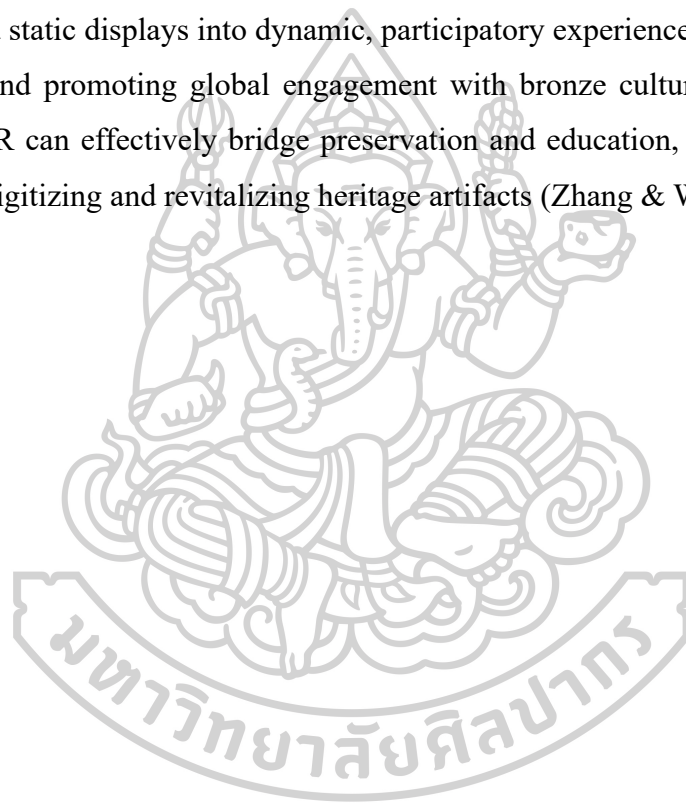 static displays into dynamic, participatory experience
nd promoting global engagement with bronze cultur
R can effectively bridge preservation and education,
igitizing and revitalizing heritage artifacts (Zhang & W
มหาวิทยาลัยศิลปากร